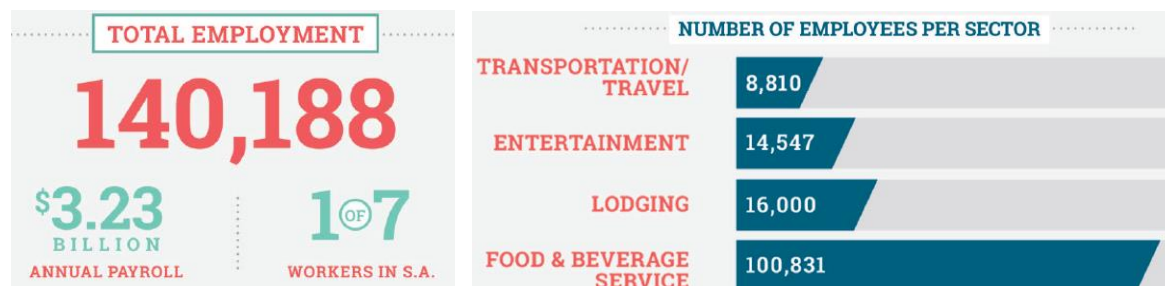 TOTAL EMPLOYMENT
140,188
$3.23
BILLION
ANNUAL PAYROLL
1 OF 7
WORKERS IN S.A.
NUMBER OF EMPLOYEES PER SECTOR
TRANSPORTATION/
TRAVEL
8,810
ENTERTAINMENT
14,547
LODGING
16,000
FOOD & BEVERAGE
SERVICE
100,831